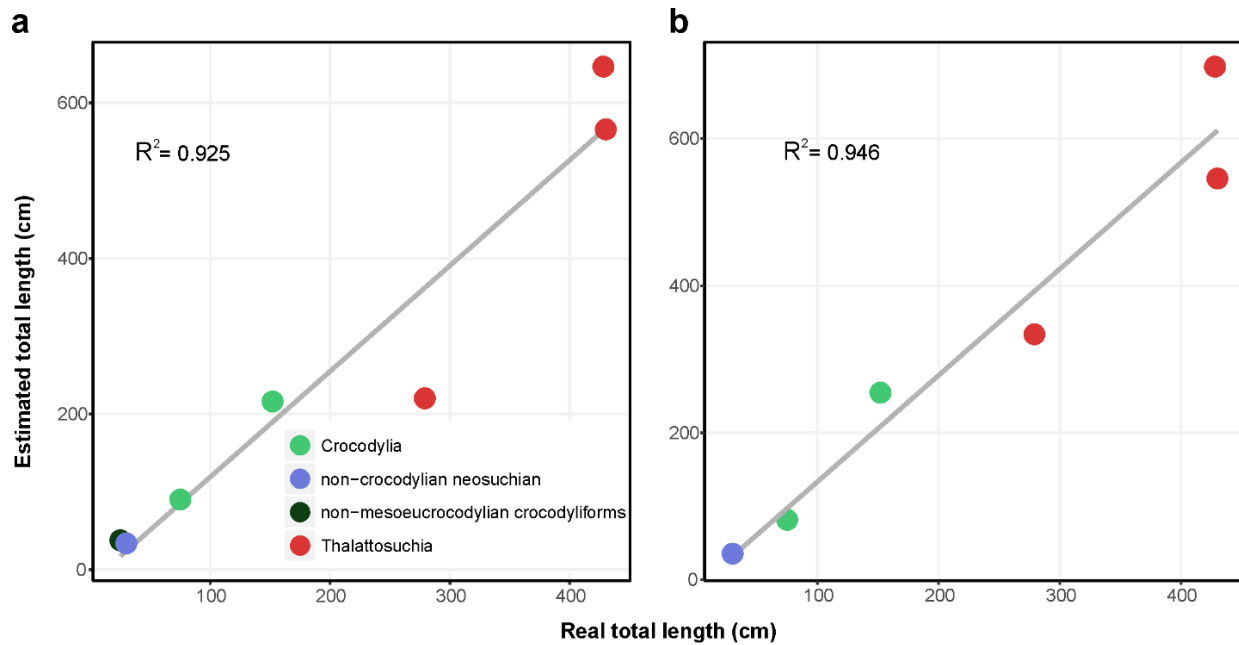 a
b
Estimated total length (cm)
600
400
200
0
R²= 0.925
Crocodylia
non−crocodylian neosuchian
non−mesoeucrocodylian crocodyliforms
Thalattosuchia
100
200
300
400
600
400
200
0
R²= 0.946
100
200
300
400
Real total length (cm)